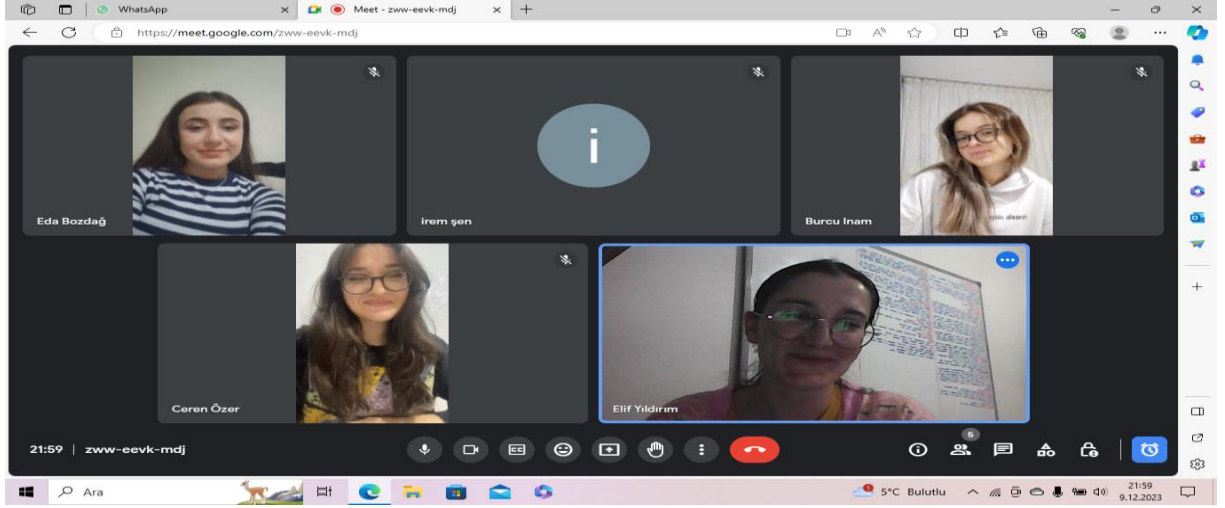 WhatsApp
Meet - zww-eevk-mdj
https://meet.google.com/zww-eevk-mdj
i
Eda Bozdağ
irem şen
Burcu Inam
Ceren Özer
Elif Yıldırım
21:59 | zww-eevk-mdj
CC
5
Ara
5°C Bulutlu
21:59
9.12.2023